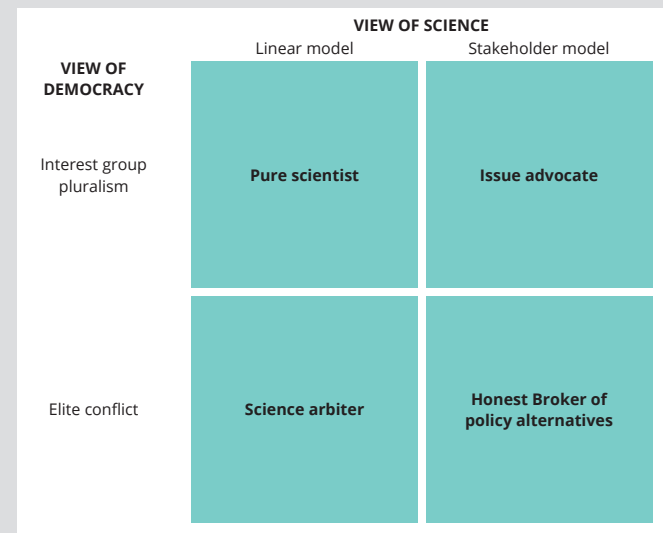 VIEW OF SCIENCE
Linear model
Stakeholder model
VIEW OF
DEMOCRACY
Interest group
pluralism
Pure scientist
Issue advocate
Elite conflict
Science arbiter
Honest Broker of
policy alternatives